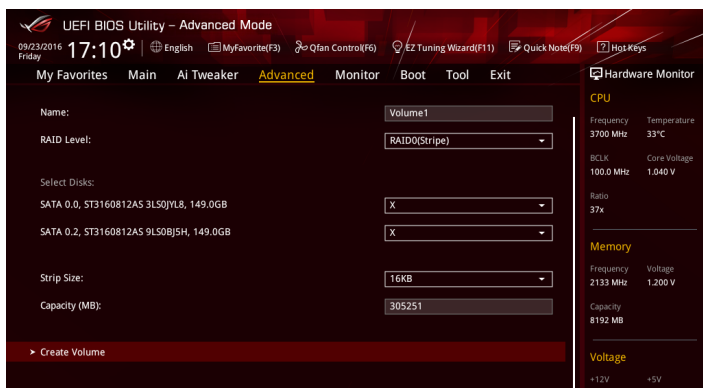 UEFI BIOS Utility – Advanced Mode
09/23/2016 Friday 17:10 English MyFavorite(F3) Qfan Control(F6) EZ Tuning Wizard(F11) Quick Note(F9) ? Hot Keys
My Favorites Main Ai Tweaker Advanced Monitor Boot Tool Exit
Name: Volume1
RAID Level: RAID0(Stripe)
Select Disks:
SATA 0.0, ST3160812AS 3LS0JYL8, 149.0GB X
SATA 0.2, ST3160812AS 9LS0BJ5H, 149.0GB X
Strip Size: 16KB
Capacity (MB): 305251
> Create Volume
Hardware Monitor
CPU
Frequency Temperature
3700 MHz 33°C
BCLK Core Voltage
100.0 MHz 1.040 V
Ratio
37x
Memory
Frequency Voltage
2133 MHz 1.200 V
Capacity
8192 MB
Voltage
+12V +5V